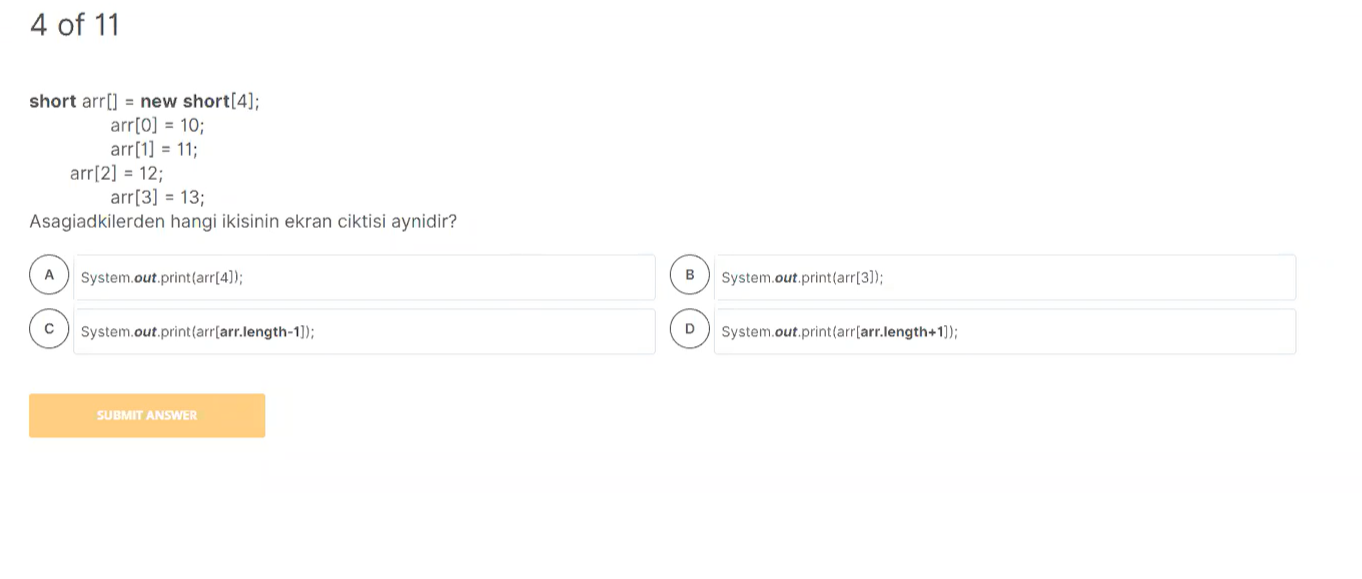 4 of 11
short arr[] = new short[4];
arr[0] = 10;
arr[1] = 11;
arr[2] = 12;
arr[3] = 13;
Asagiadkilerden hangi ikisinin ekran ciktisi aynidir?
A System.out.print(arr[4]);
B System.out.print(arr[3]);
C System.out.print(arr[arr.length-1]);
D System.out.print(arr[arr.length+1]);
SUBMIT ANSWER